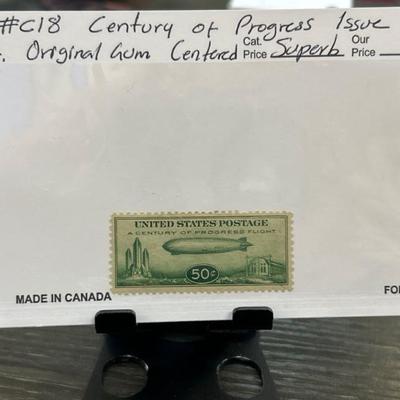 #C18 Century of Progress Issue
. Original Gum Centered Cat. Price Superb Our Price
UNITED STATES POSTAGE
A CENTURY OF PROGRESS FLIGHT
50¢
MADE IN CANADA
FO